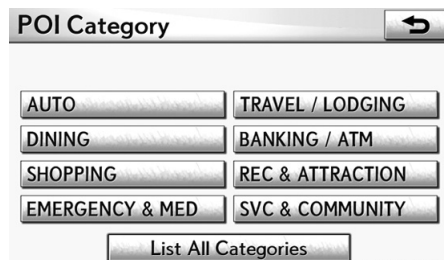 POI Category
AUTO
TRAVEL / LODGING
DINING
BANKING / ATM
SHOPPING
REC & ATTRACTION
EMERGENCY & MED
SVC & COMMUNITY
List All Categories